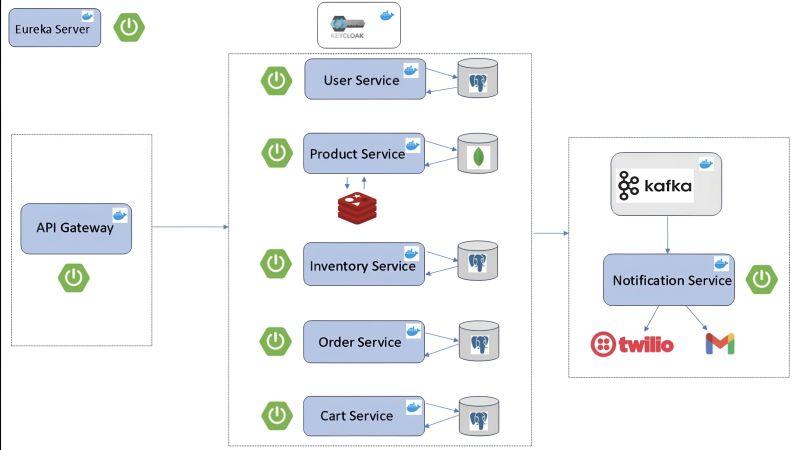 Eureka Server
KEYCLOAK
User Service
Product Service
API Gateway
Inventory Service
Order Service
Cart Service
kafka
Notification Service
twilio